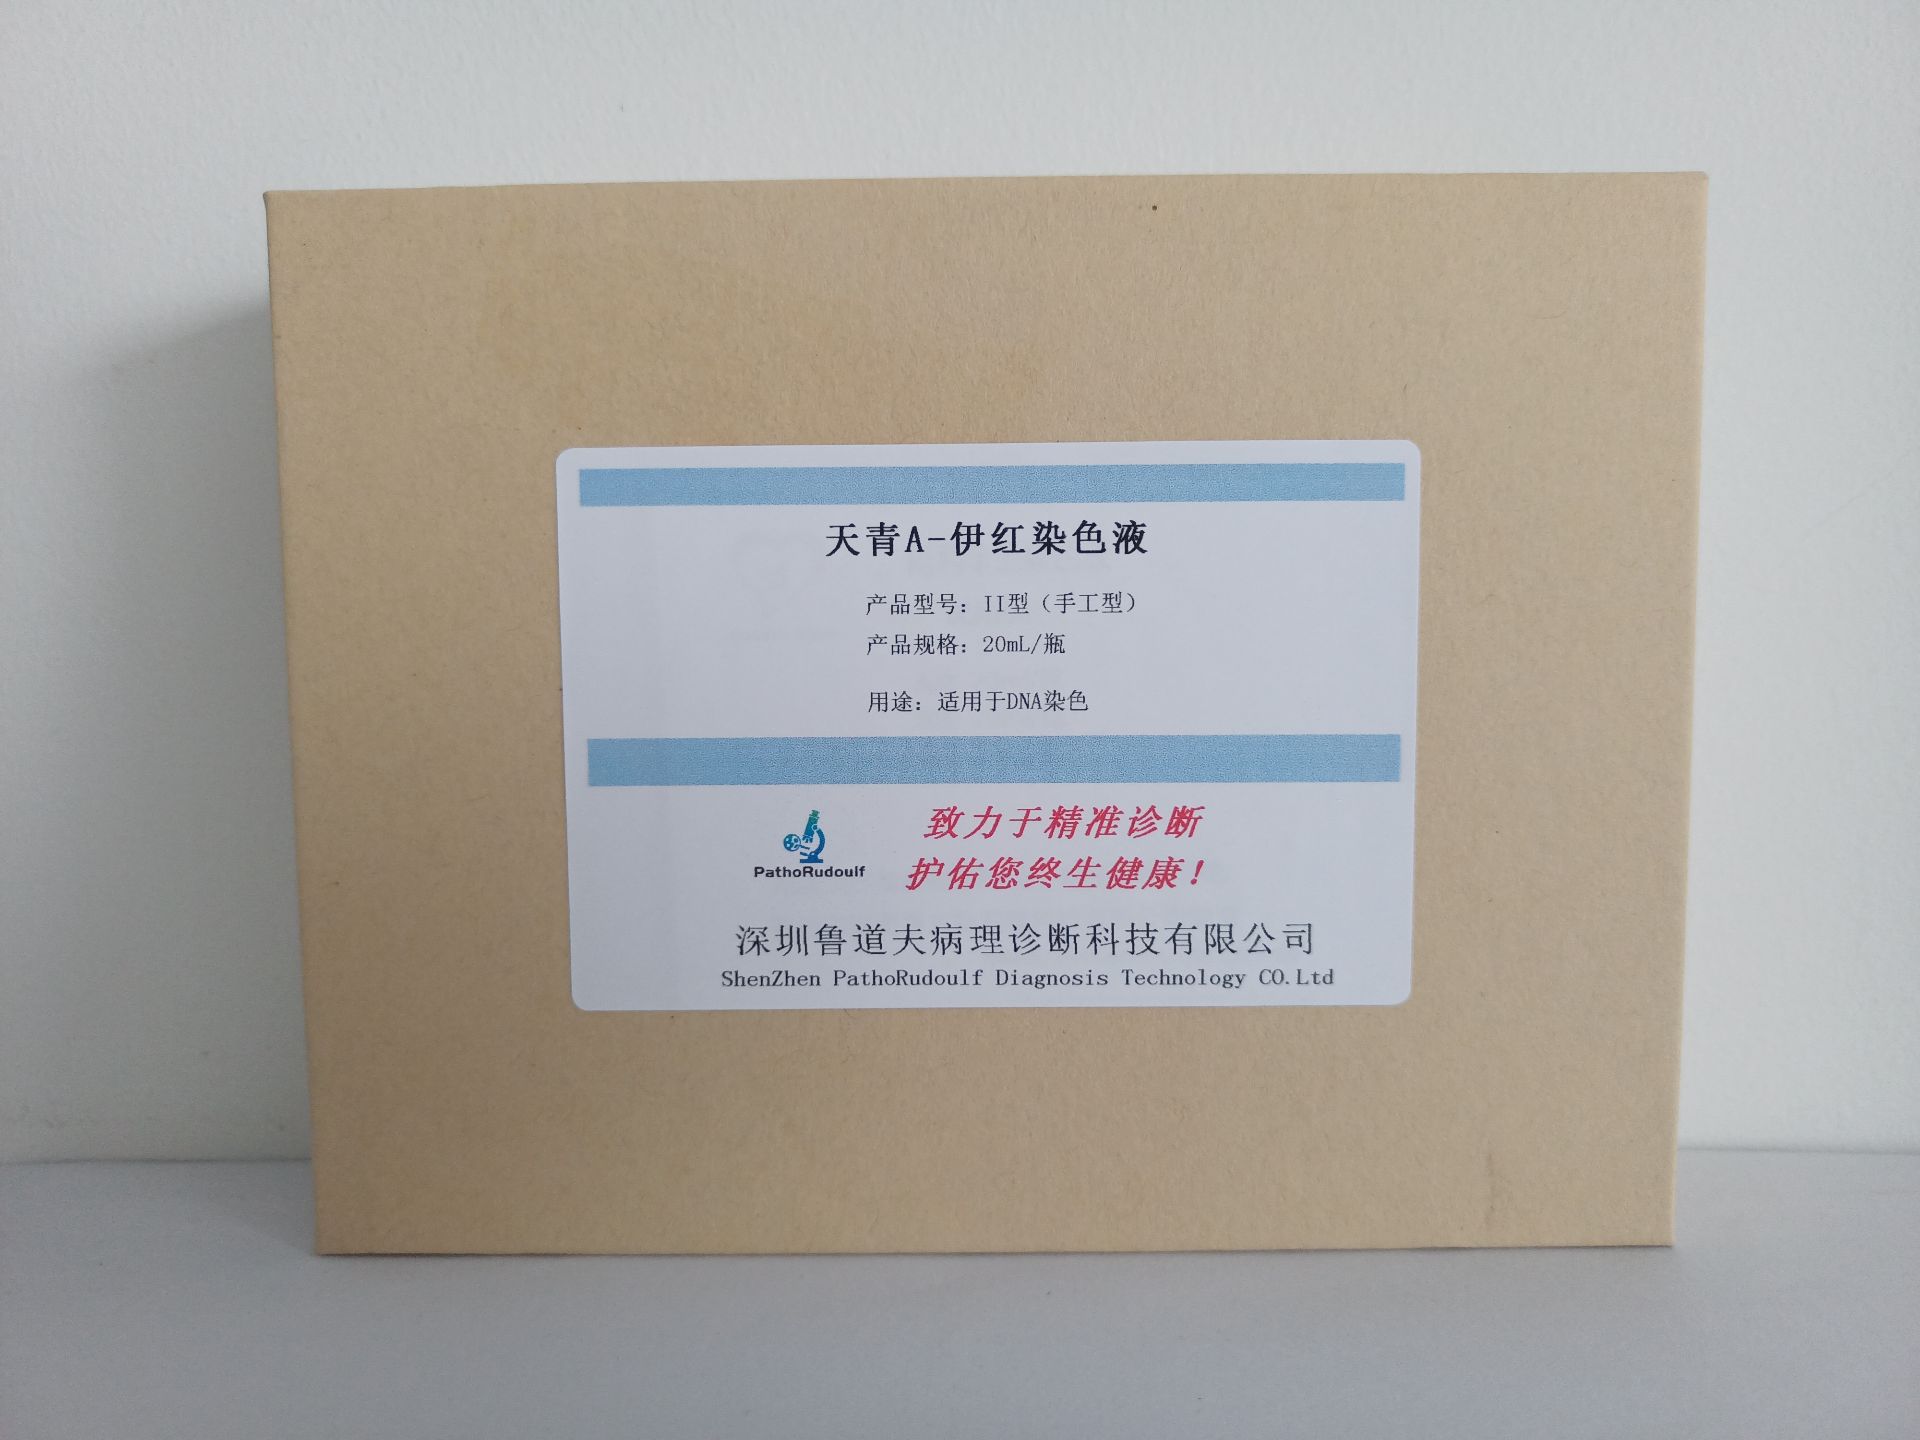 天青A-伊红染色液
产品型号：II型（手工型）
产品规格：20mL/瓶
用途：适用于DNA染色
致力于精准诊断
护佑您终生健康！
PathoRudoulf
深圳鲁道夫病理诊断科技有限公司
ShenZhen PathoRudoulf Diagnosis Technology CO.Ltd